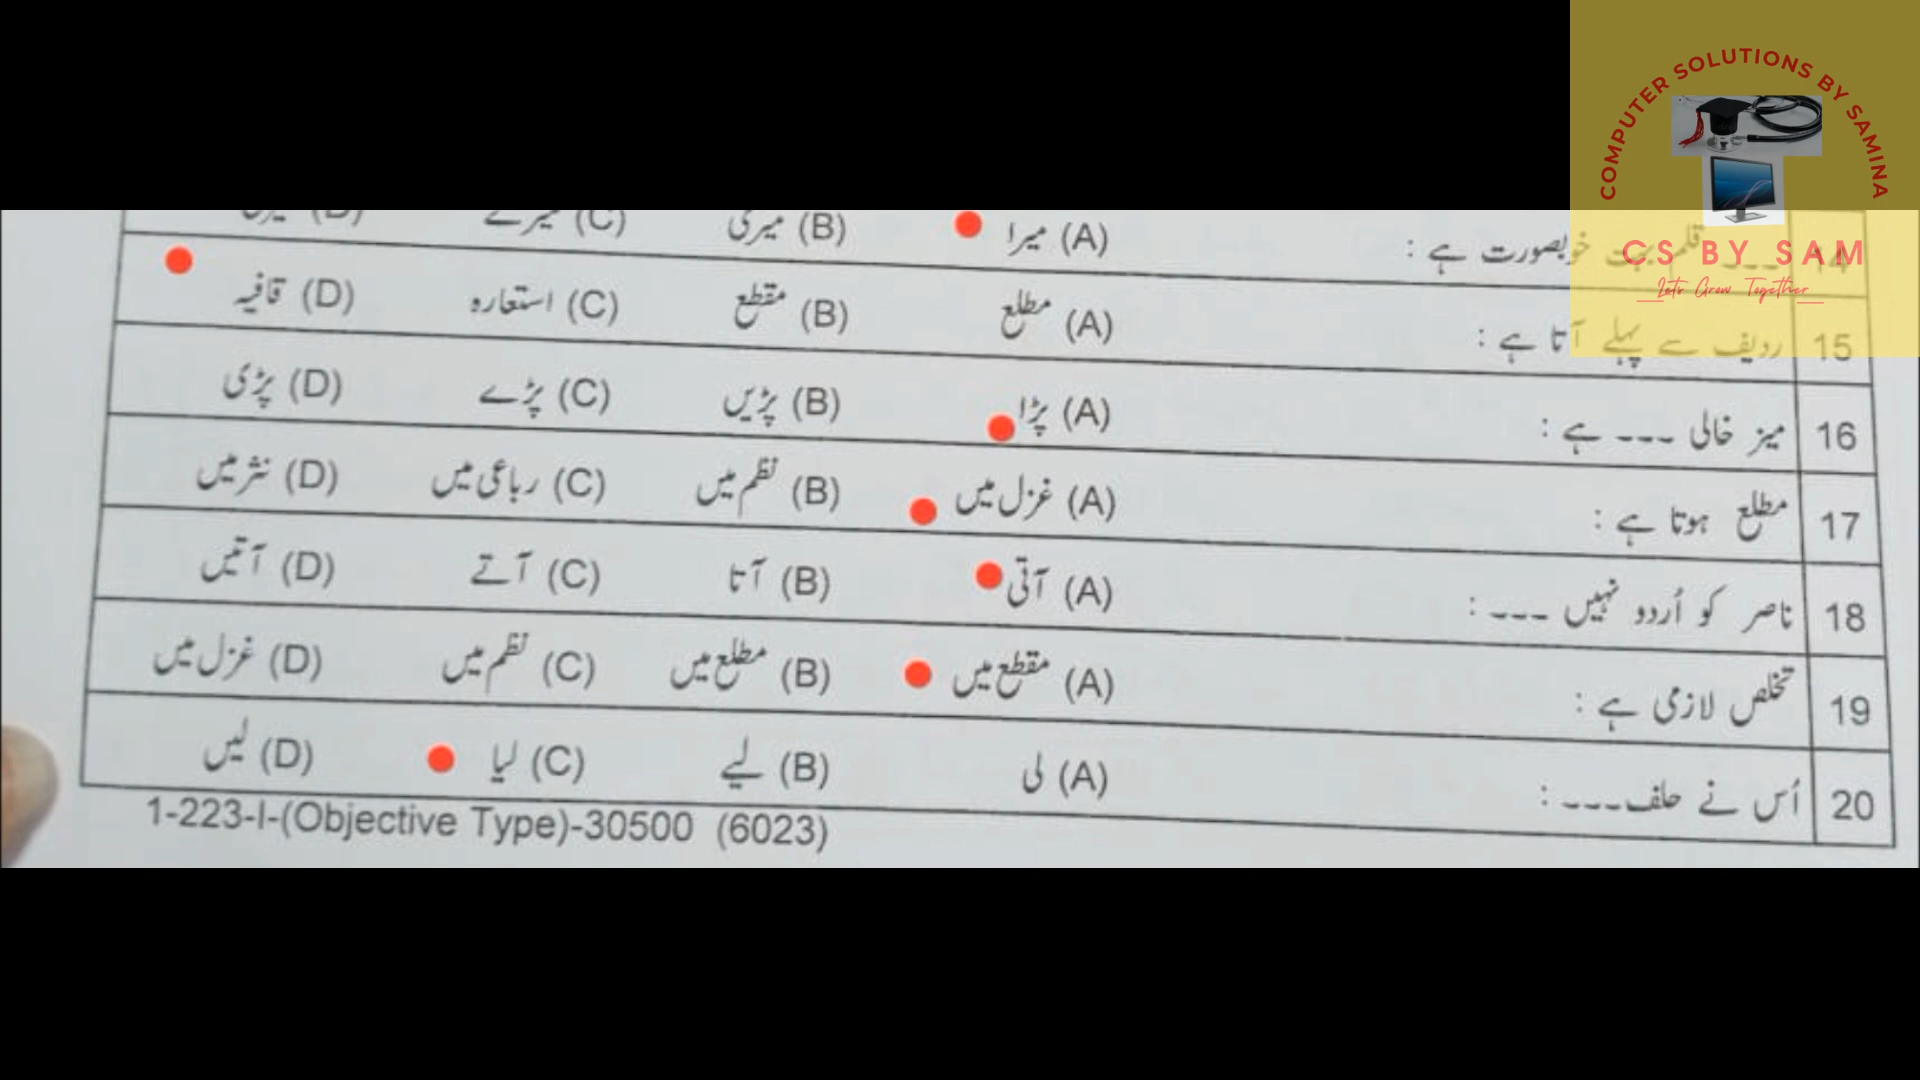 COMPUTER SOLUTIONS BY SAMINA
CS BY SAM
Let's Grow Together
14 ۔۔۔ قلم بہت خوبصورت ہے : (A) میرا (B) میری (C) میرے (D)
15 ردیف سے پہلے آتا ہے : (A) مطلع (B) مقطع (C) استعارہ (D) قافیہ
16 میز خالی ۔۔۔ ہے : (A) پڑا (B) پڑیں (C) پڑے (D) پڑی
17 مطلع ہوتا ہے : (A) غزل میں (B) نظم میں (C) رباعی میں (D) نثر میں
18 ناصر کو اُردو نہیں ۔۔۔ : (A) آتی (B) آتا (C) آتے (D) آتیں
19 تخلص لازمی ہے : (A) مقطع میں (B) مطلع میں (C) نظم میں (D) غزل میں
20 اُس نے حلف۔۔۔ : (A) لی (B) لیے (C) لیا (D) لیں
1-223-I-(Objective Type)-30500 (6023)